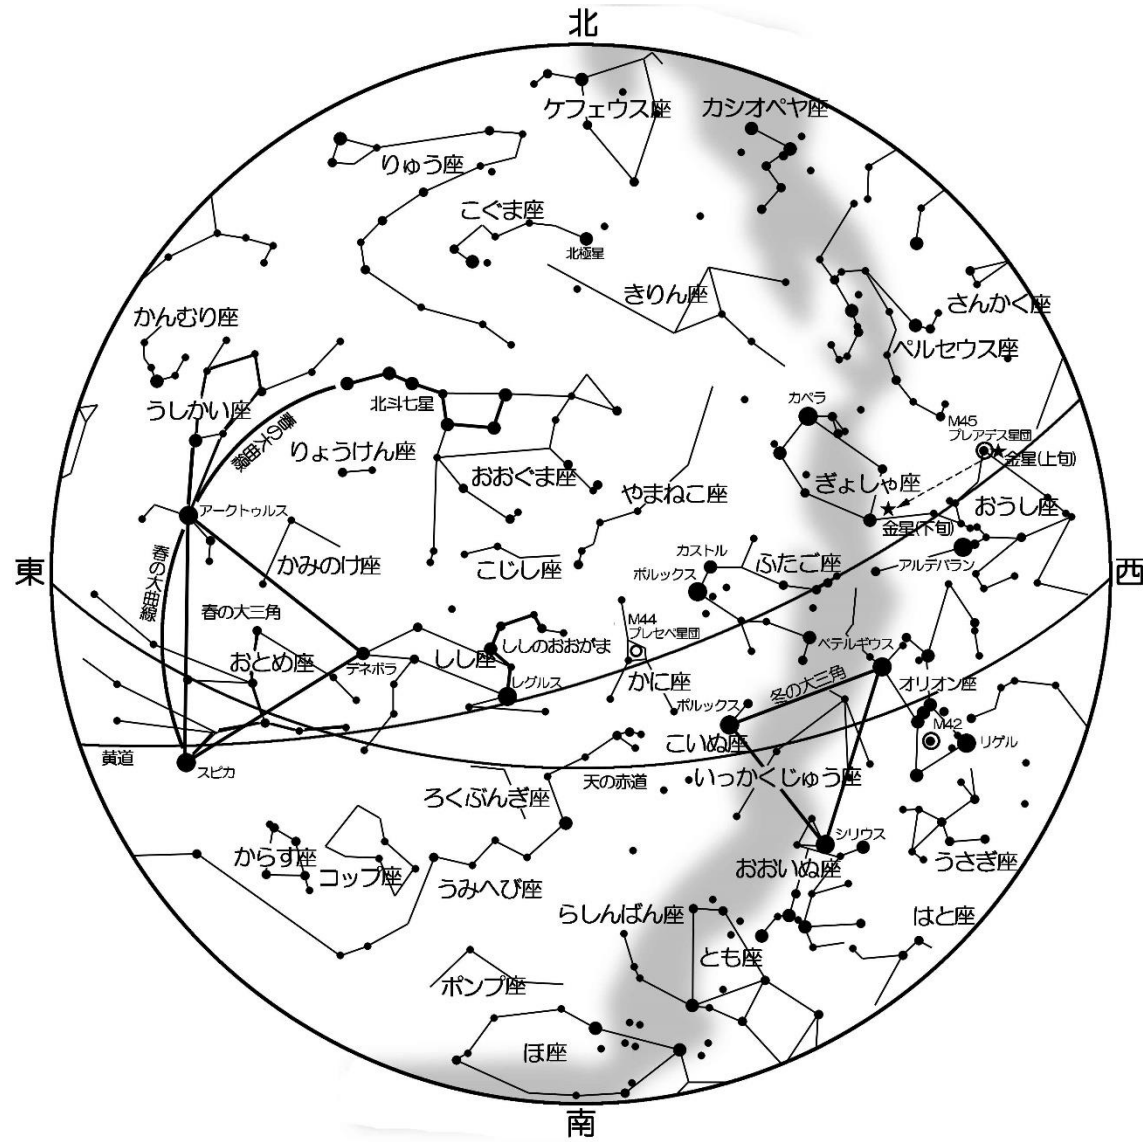 北
ケフェウス座
カシオペヤ座
りゅう座
こぐま座
北極星
きりん座
さんかく座
かんむり座
ペルセウス座
うしかい座
春の大曲線
北斗七星
カペラ
M45
プレアデス星団
金星(上旬)
りょうけん座
おおぐま座
やまねこ座
ぎょしゃ座
おうし座
アークトゥルス
金星(下旬)
春の大曲線
かみのけ座
こじし座
カストル
ポルックス
ふたご座
アルデバラン
東
西
春の大三角
M44
プレセペ星団
おとめ座
デネボラ
しし座
ししのおおがま
レグルス
かに座
ベテルギウス
冬の大三角
オリオン座
ポルックス
こいぬ座
M42
リゲル
黄道
スピカ
ろくぶんぎ座
天の赤道
いっかくじゅう座
からす座
コップ座
うみへび座
シリウス
おおいぬ座
うさぎ座
らしんばん座
はと座
とも座
ポンプ座
ほ座
南